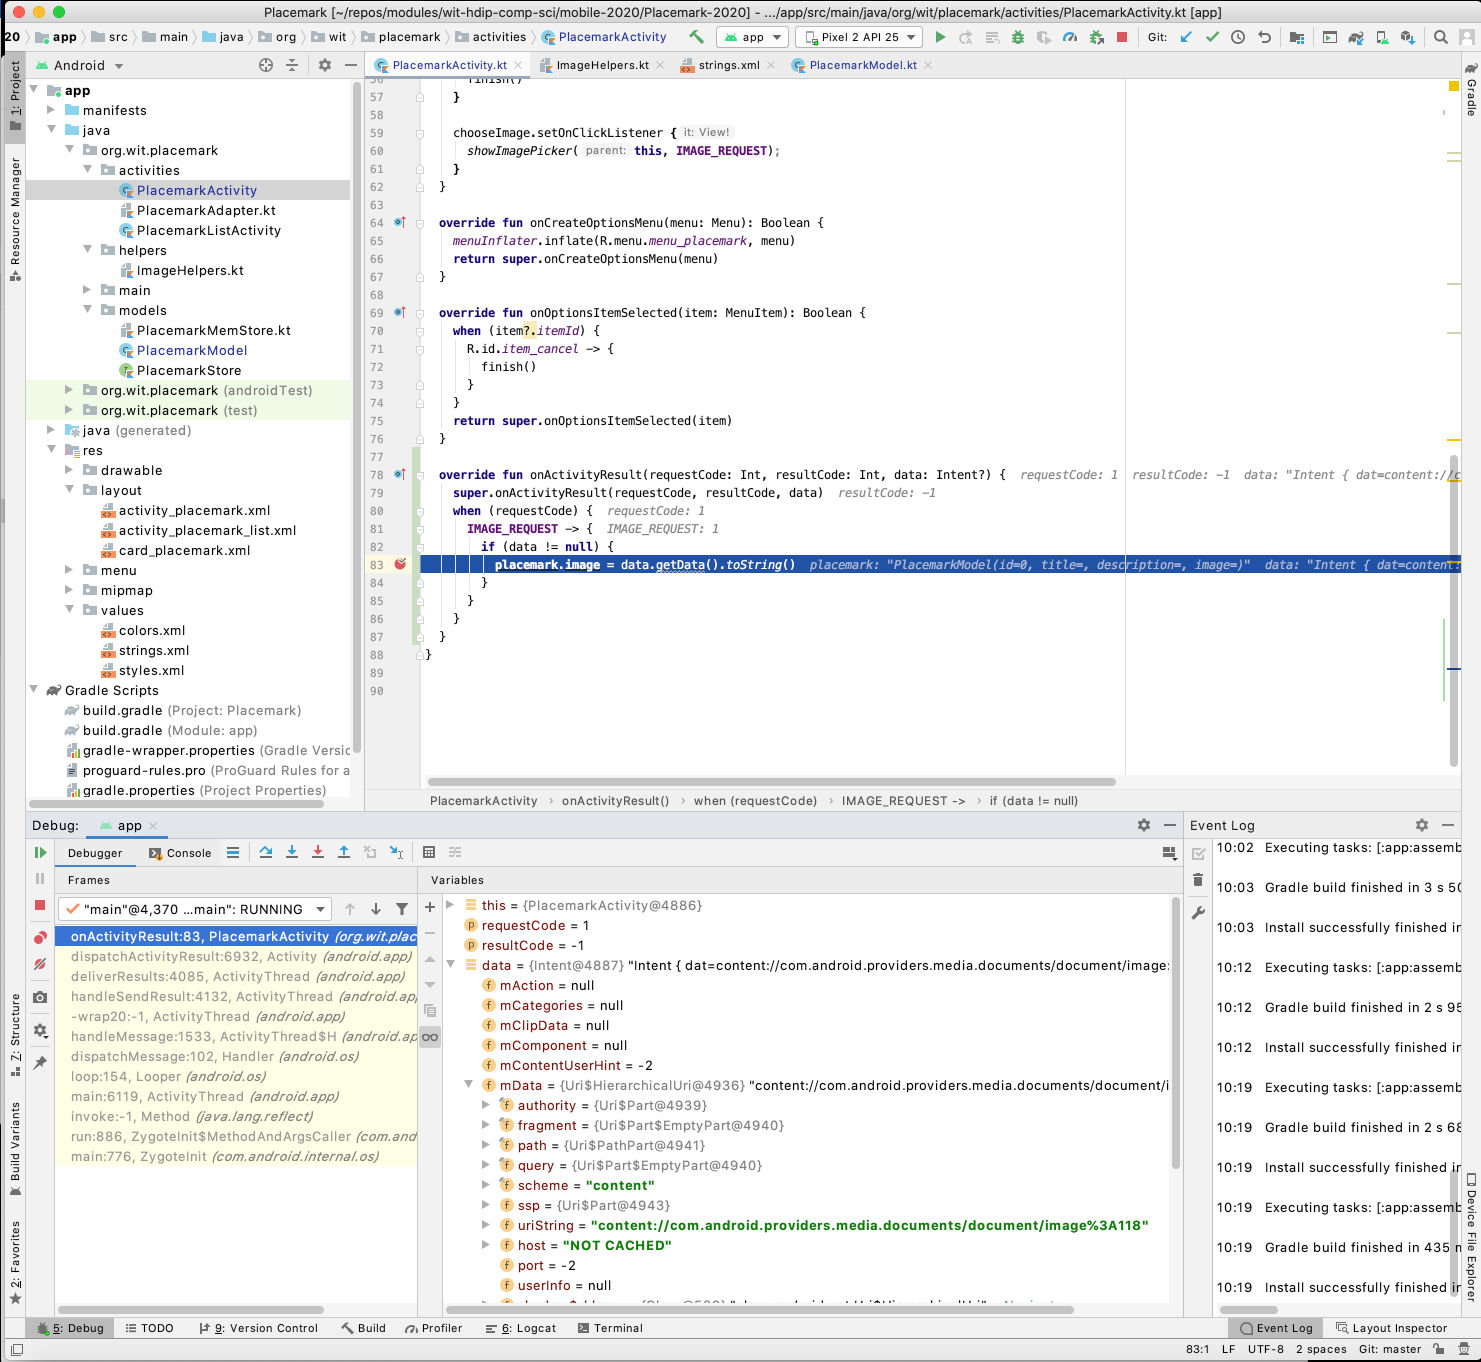 Placemark [~/repos/modules/wit-hdip-comp-sci/mobile-2020/Placemark-2020] - .../app/src/main/java/org/wit/placemark/activities/PlacemarkActivity.kt [app]
20 app src main java org wit placemark activities PlacemarkActivity app Pixel 2 API 25 Git:
Android
PlacemarkActivity.kt ImageHelpers.kt strings.xml PlacemarkModel.kt
1: Project
Resource Manager
Z: Structure
Build Variants
2: Favorites
Gradle
Device File Explorer
app
manifests
java
org.wit.placemark
activities
PlacemarkActivity
PlacemarkAdapter.kt
PlacemarkListActivity
helpers
ImageHelpers.kt
main
models
PlacemarkMemStore.kt
PlacemarkModel
PlacemarkStore
org.wit.placemark (androidTest)
org.wit.placemark (test)
java (generated)
res
drawable
layout
activity_placemark.xml
activity_placemark_list.xml
card_placemark.xml
menu
mipmap
values
colors.xml
strings.xml
styles.xml
Gradle Scripts
build.gradle (Project: Placemark)
build.gradle (Module: app)
gradle-wrapper.properties (Gradle Versic
proguard-rules.pro (ProGuard Rules for a
gradle.properties (Project Properties)
56 finish()
57 }
58
59 chooseImage.setOnClickListener { it: View!
60 showImagePicker( parent: this, IMAGE_REQUEST);
61 }
62 }
63
64 override fun onCreateOptionsMenu(menu: Menu): Boolean {
65 menuInflater.inflate(R.menu.menu_placemark, menu)
66 return super.onCreateOptionsMenu(menu)
67 }
68
69 override fun onOptionsItemSelected(item: MenuItem): Boolean {
70 when (item?.itemId) {
71 R.id.item_cancel -> {
72 finish()
73 }
74 }
75 return super.onOptionsItemSelected(item)
76 }
77
78 override fun onActivityResult(requestCode: Int, resultCode: Int, data: Intent?) { requestCode: 1 resultCode: -1 data: "Intent { dat=content://c
79 super.onActivityResult(requestCode, resultCode, data) resultCode: -1
80 when (requestCode) { requestCode: 1
81 IMAGE_REQUEST -> { IMAGE_REQUEST: 1
82 if (data != null) {
83 placemark.image = data.getData().toString() placemark: "PlacemarkModel(id=0, title=, description=, image=)" data: "Intent { dat=content:
84 }
85 }
86 }
87 }
88 }
89
90
PlacemarkActivity › onActivityResult() › when (requestCode) › IMAGE_REQUEST -> › if (data != null)
Debug: app
Debugger Console
Frames
"main"@4,370 ...main": RUNNING
onActivityResult:83, PlacemarkActivity (org.wit.plac
dispatchActivityResult:6932, Activity (android.app)
deliverResults:4085, ActivityThread (android.app)
handleSendResult:4132, ActivityThread (android.ap
-wrap20:-1, ActivityThread (android.app)
handleMessage:1533, ActivityThread$H (android.ap
dispatchMessage:102, Handler (android.os)
loop:154, Looper (android.os)
main:6119, ActivityThread (android.app)
invoke:-1, Method (java.lang.reflect)
run:886, ZygoteInit$MethodAndArgsCaller (com.and
main:776, ZygoteInit (com.android.internal.os)
Variables
this = {PlacemarkActivity@4886}
requestCode = 1
resultCode = -1
data = {Intent@4887} "Intent { dat=content://com.android.providers.media.documents/document/image:
mAction = null
mCategories = null
mClipData = null
mComponent = null
mContentUserHint = -2
mData = {Uri$HierarchicalUri@4936} "content://com.android.providers.media.documents/document/i
authority = {Uri$Part@4939}
fragment = {Uri$Part$EmptyPart@4940}
path = {Uri$PathPart@4941}
query = {Uri$Part$EmptyPart@4940}
scheme = "content"
ssp = {Uri$Part@4943}
uriString = "content://com.android.providers.media.documents/document/image%3A118"
host = "NOT CACHED"
port = -2
userInfo = null
Event Log
10:02 Executing tasks: [:app:assemb
10:03 Gradle build finished in 3 s 50
10:03 Install successfully finished in
10:12 Executing tasks: [:app:assemb
10:12 Gradle build finished in 2 s 95
10:12 Install successfully finished in
10:19 Executing tasks: [:app:assemb
10:19 Gradle build finished in 2 s 68
10:19 Install successfully finished in
10:19 Executing tasks: [:app:assemb
10:19 Gradle build finished in 435 m
10:19 Install successfully finished in
5: Debug TODO 9: Version Control Build Profiler 6: Logcat Terminal Event Log Layout Inspector
83:1 LF UTF-8 2 spaces Git: master